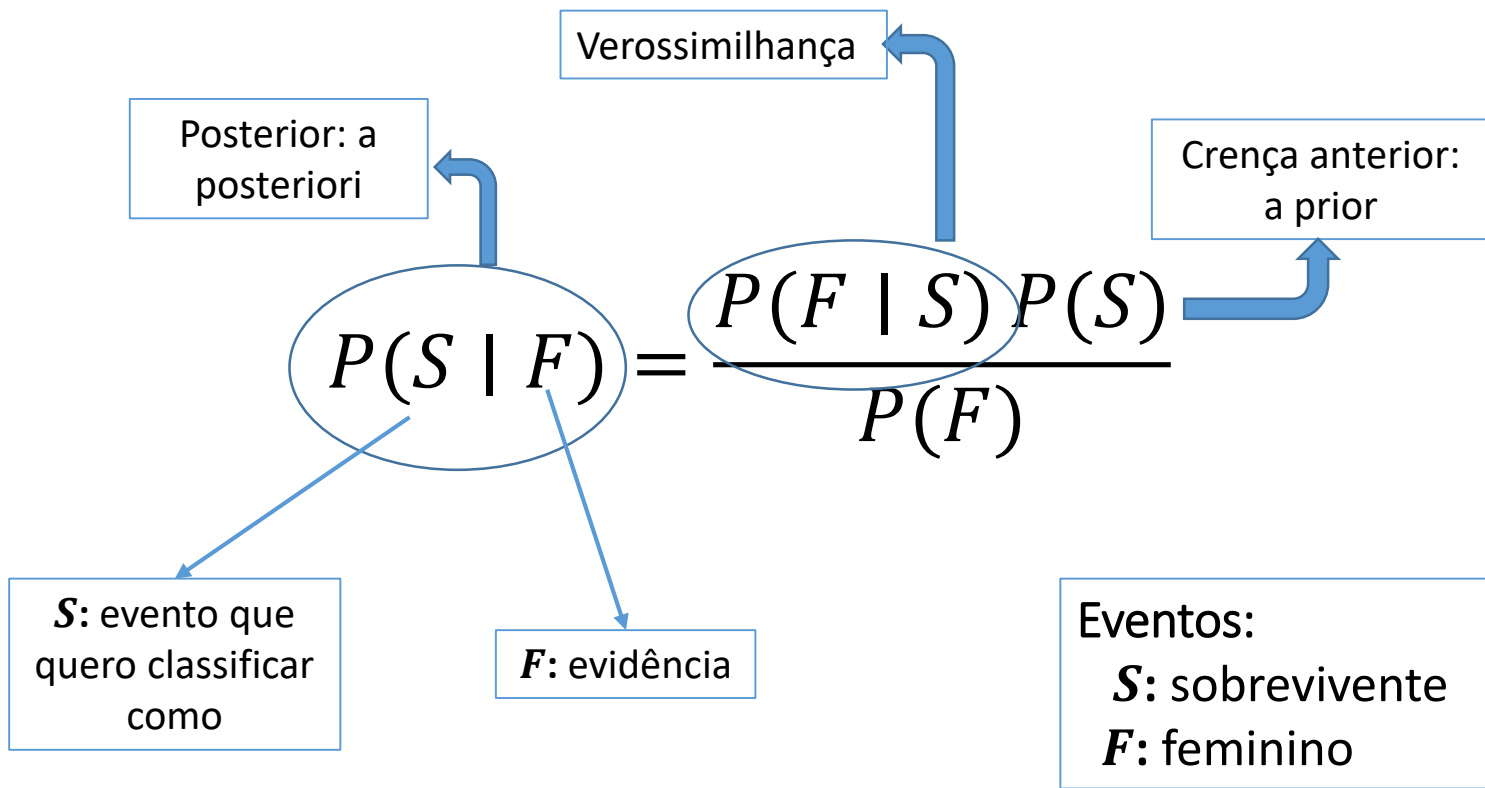 Verossimilhança
Posterior: a
posteriori
Crença anterior:
a prior
P(S | F) = P(F | S) P(S)
P(F)
S: evento que
quero classificar
como
F: evidência
Eventos:
S: sobrevivente
F: feminino